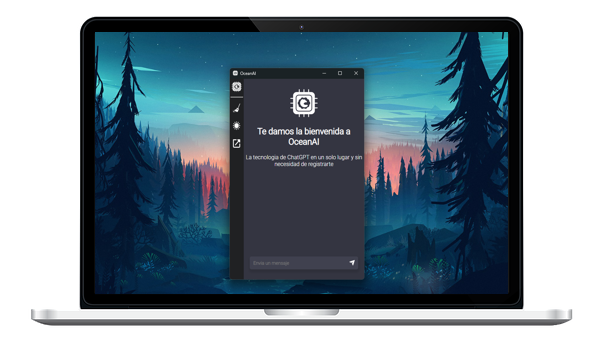 OceanAI
Te damos la bienvenida a
OceanAI
La tecnología de ChatGPT en un solo lugar y sin
necesidad de registrarte
Envía un mensaje